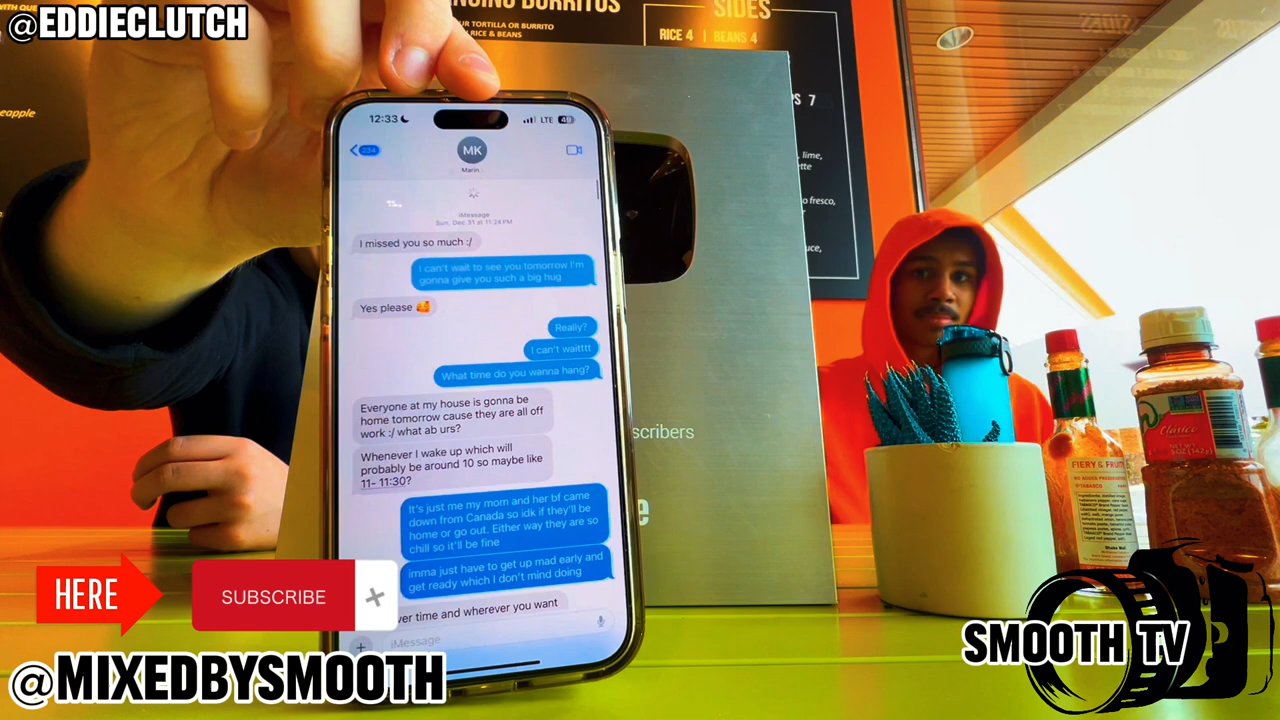 @EDDIECLUTCH
BURRITOS
UR TORTILLA OR BURRITO
RICE & BEANS
SIDES
RICE 4 | BEANS 4
eapple
S 7
lime,
o fresco,
12:33
LTE
MK
Marin
iMessage
Sun, Dec 31 at 11:24 PM
I missed you so much :/
I can't wait to see you tomorrow I'm
gonna give you such a big hug
Yes please 🥰
Really?
I can't waitttt
What time do you wanna hang?
Everyone at my house is gonna be
home tomorrow cause they are all off
work :/ what ab urs?
Whenever I wake up which will
probably be around 10 so maybe like
11- 11:30?
It's just me my mom and her bf came
down from Canada so idk if they'll be
home or go out. Either way they are so
chill so it'll be fine
imma just have to get up mad early and
get ready which I don't mind doing
ver time and wherever you want
iMessage
scribers
e
Clasico
FIERY & FRUI
HERE
SUBSCRIBE +
@MIXEDBYSMOOTH
SMOOTH TV